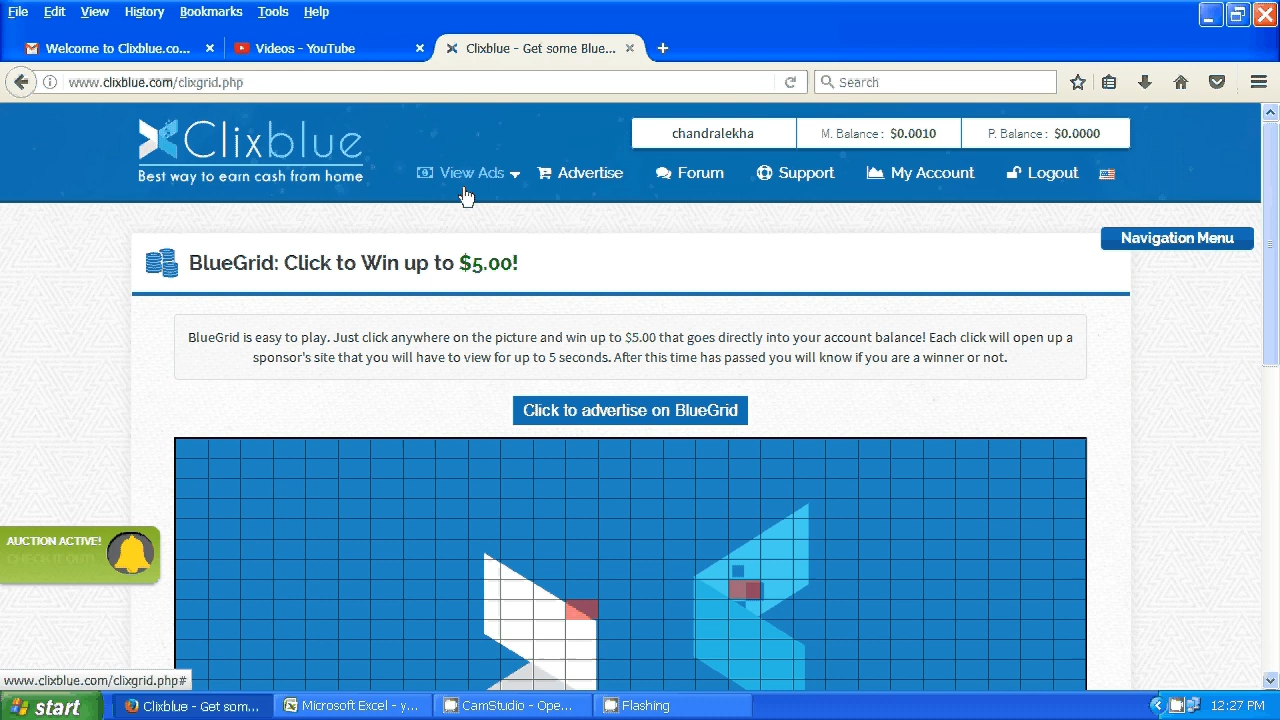 File Edit View History Bookmarks Tools Help
Welcome to Clixblue.co... Videos - YouTube Clixblue - Get some Blue...
www.clixblue.com/clixgrid.php Search
Clixblue
Best way to earn cash from home
chandralekha M. Balance : $0.0010 P. Balance : $0.0000
View Ads Advertise Forum Support My Account Logout
Navigation Menu
BlueGrid: Click to Win up to $5.00!
BlueGrid is easy to play. Just click anywhere on the picture and win up to $5.00 that goes directly into your account balance! Each click will open up a
sponsor's site that you will have to view for up to 5 seconds. After this time has passed you will know if you are a winner or not.
Click to advertise on BlueGrid
AUCTION ACTIVE!
CHECK IT OUT!
www.clixblue.com/clixgrid.php#
start Clixblue - Get som... Microsoft Excel - y... CamStudio - Ope... Flashing 12:27 PM